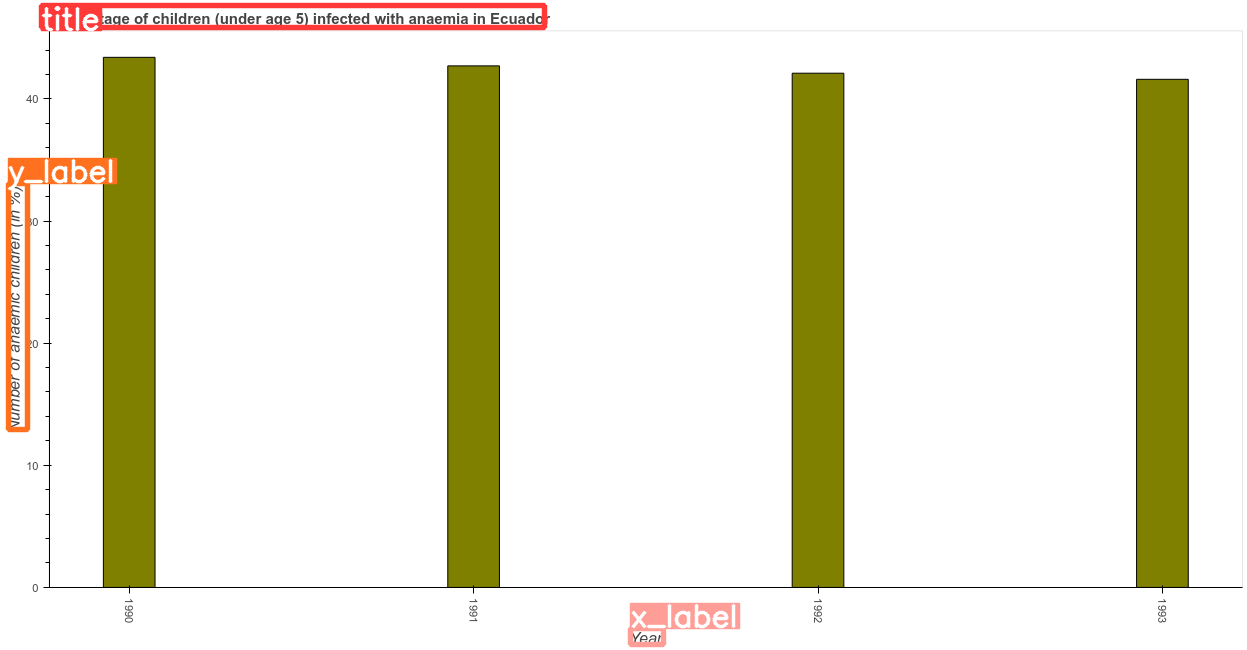 title
tage of children (under age 5) infected with anaemia in Ecuador
40
y_label
30
Number of anaemic children (in %)
20
10
0
1990
1991
1992
1993
x_label
Year